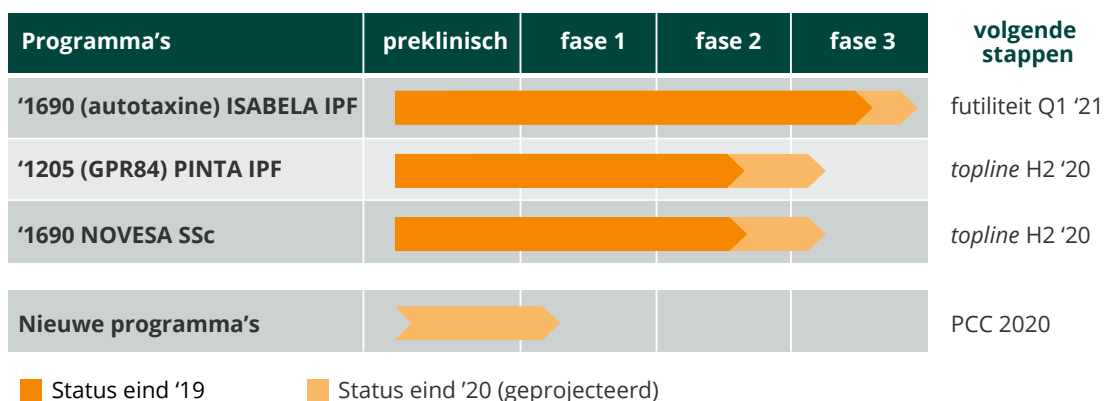 Programma’s preklinisch fase 1 fase 2 fase 3 volgende
stappen
‘1690 (autotaxine) ISABELA IPF futiliteit Q1 ‘21
‘1205 (GPR84) PINTA IPF topline H2 ‘20
‘1690 NOVESA SSc topline H2 ‘20
Nieuwe programma’s PCC 2020
Status eind ‘19 Status eind ’20 (geprojecteerd)